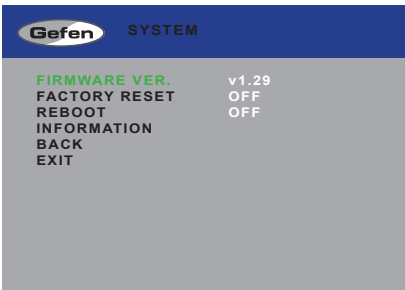 Gefen SYSTEM
FIRMWARE VER. v1.29
FACTORY RESET OFF
REBOOT OFF
INFORMATION
BACK
EXIT